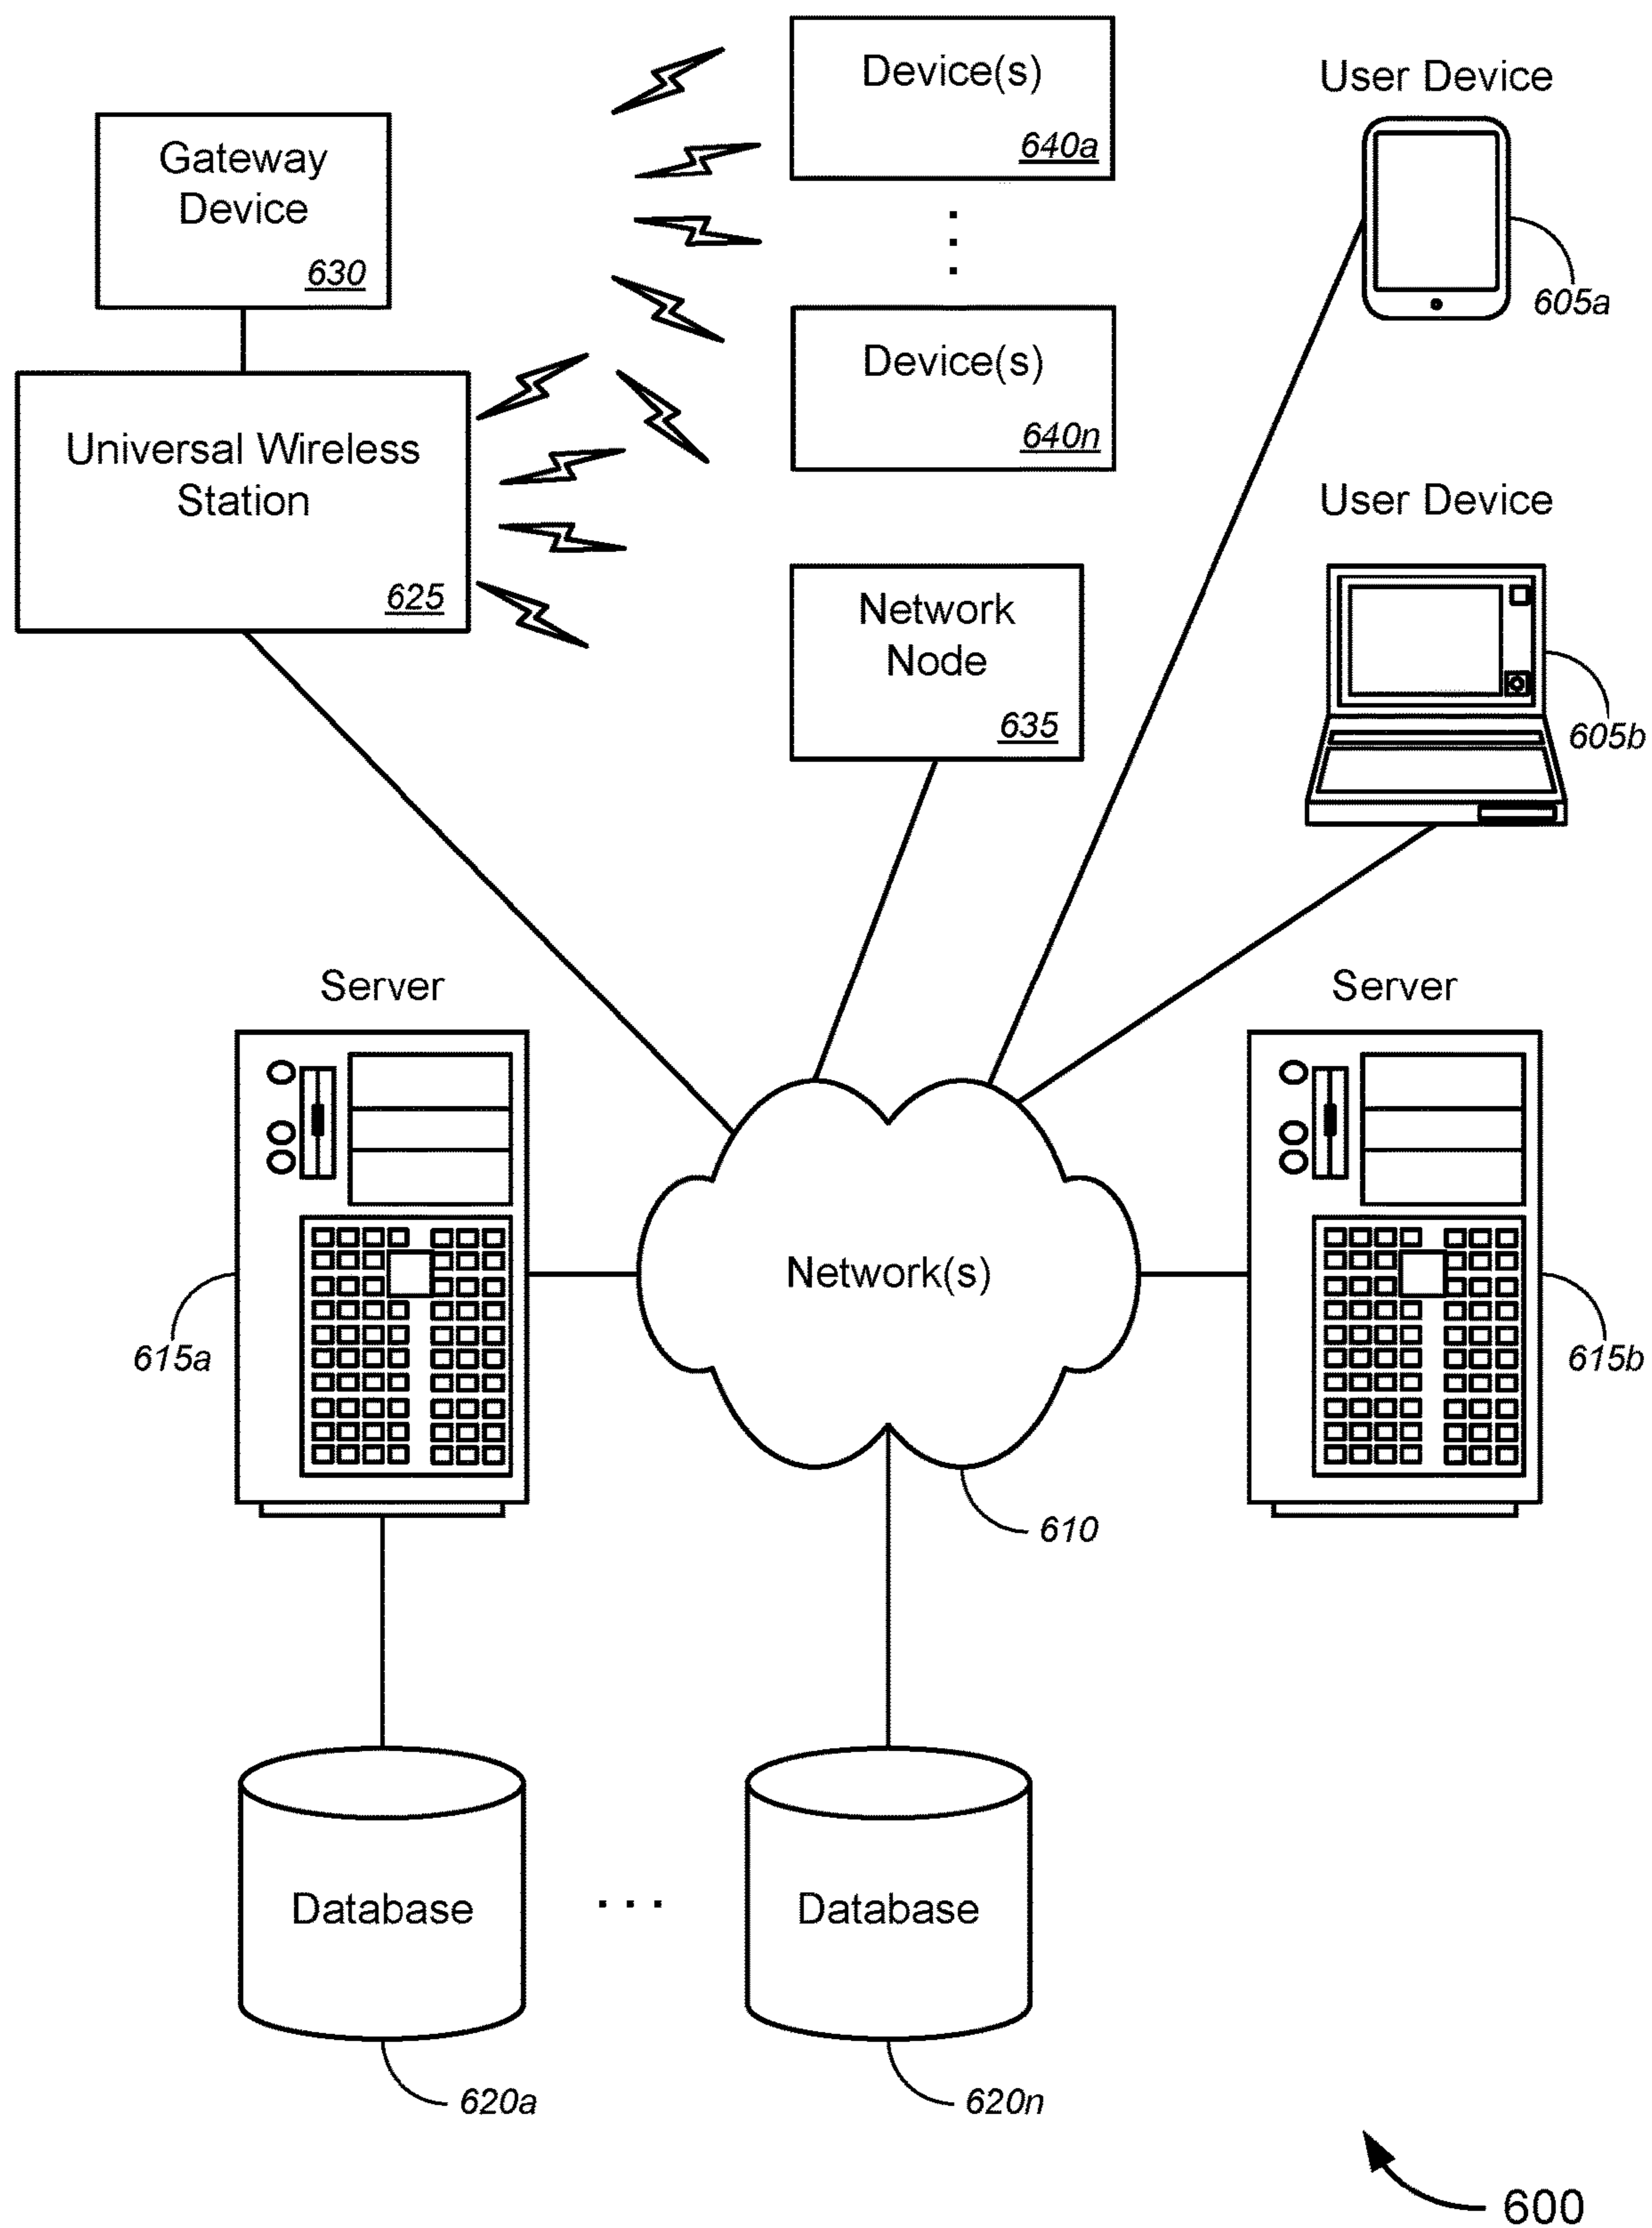 Device(s)
640a
User Device
Gateway
Device
630
605a
Device(s)
640n
Universal Wireless
Station
625
User Device
Network
Node
635
605b
Server
Server
Network(s)
615a
615b
610
Database
. . .
Database
620a
620n
600